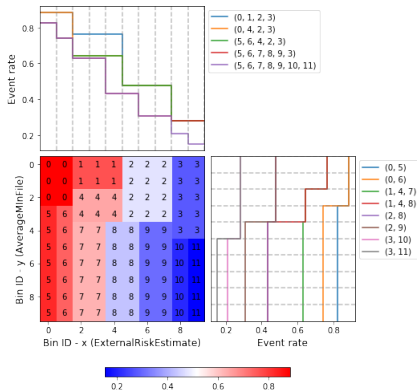 0.8
0.6
0.4
0.2
Event rate
(0, 1, 2, 3)
(0, 4, 2, 3)
(5, 6, 4, 2, 3)
(5, 6, 7, 8, 9, 3)
(5, 6, 7, 8, 9, 10, 11)
0 0 1 1 1 2 2 2 3 3
0 0 1 1 1 2 2 2 3 3
0 0 4 4 4 2 2 2 3 3
5 6 4 4 4 2 2 2 3 3
5 6 7 7 8 8 9 9 3 3
5 6 7 7 8 8 9 9 10 11
5 6 7 7 8 8 9 9 10 11
5 6 7 7 8 8 9 9 10 11
5 6 7 7 8 8 9 9 10 11
5 6 7 7 8 8 9 9 10 11
0
2
4
6
8
Bin ID - y (AverageMInFile)
0 2 4 6 8
Bin ID - x (ExternalRiskEstimate)
(0, 5)
(0, 6)
(1, 4, 7)
(1, 4, 8)
(2, 8)
(2, 9)
(3, 10)
(3, 11)
0.2 0.4 0.6 0.8
Event rate
0.2 0.4 0.6 0.8